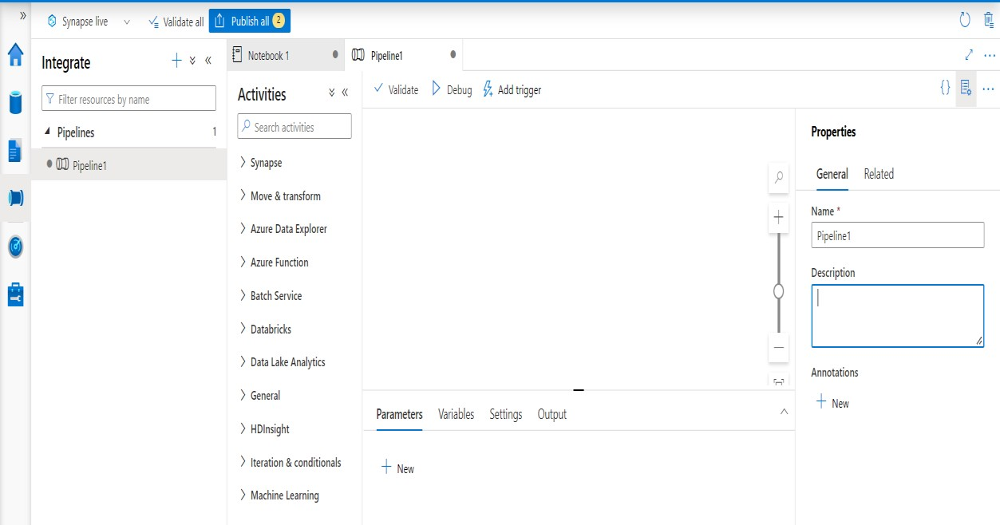 Synapse live
Validate all
Publish all 2
Integrate
Filter resources by name
Pipelines 1
Pipeline1
Notebook 1
Pipeline1
Activities
Search activities
Synapse
Move & transform
Azure Data Explorer
Azure Function
Batch Service
Databricks
Data Lake Analytics
General
HDInsight
Iteration & conditionals
Machine Learning
Validate
Debug
Add trigger
{}
Parameters Variables Settings Output
New
Properties
General Related
Name *
Pipeline1
Description
Annotations
New